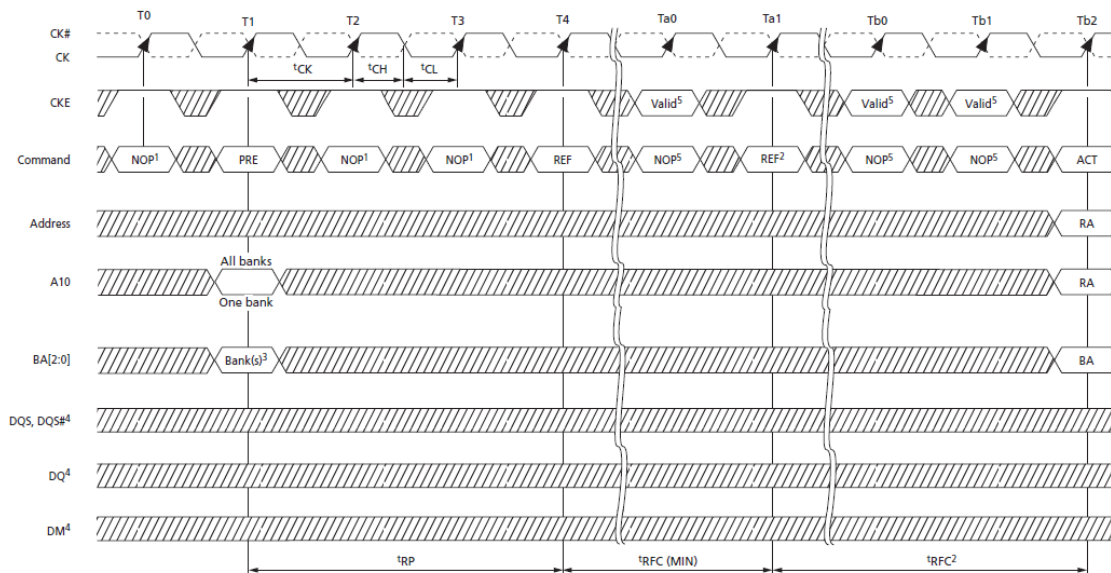 T0 T1 T2 T3 T4 Ta0 Ta1 Tb0 Tb1 Tb2
CK#
CK
tCK tCH tCL
CKE Valid5 Valid5 Valid5
Command NOP1 PRE NOP1 NOP1 REF NOP5 REF2 NOP5 NOP5 ACT
Address RA
All banks
A10 RA
One bank
BA[2:0] Bank(s)3 BA
DQS, DQS#4
DQ4
DM4
tRP tRFC (MIN) tRFC2